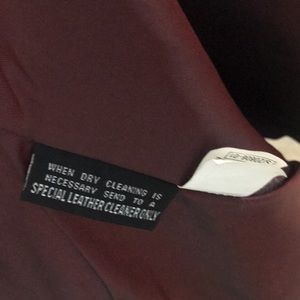 WHEN DRY CLEANING IS
NECESSARY SEND TO A
SPECIAL LEATHER CLEANER ONLY